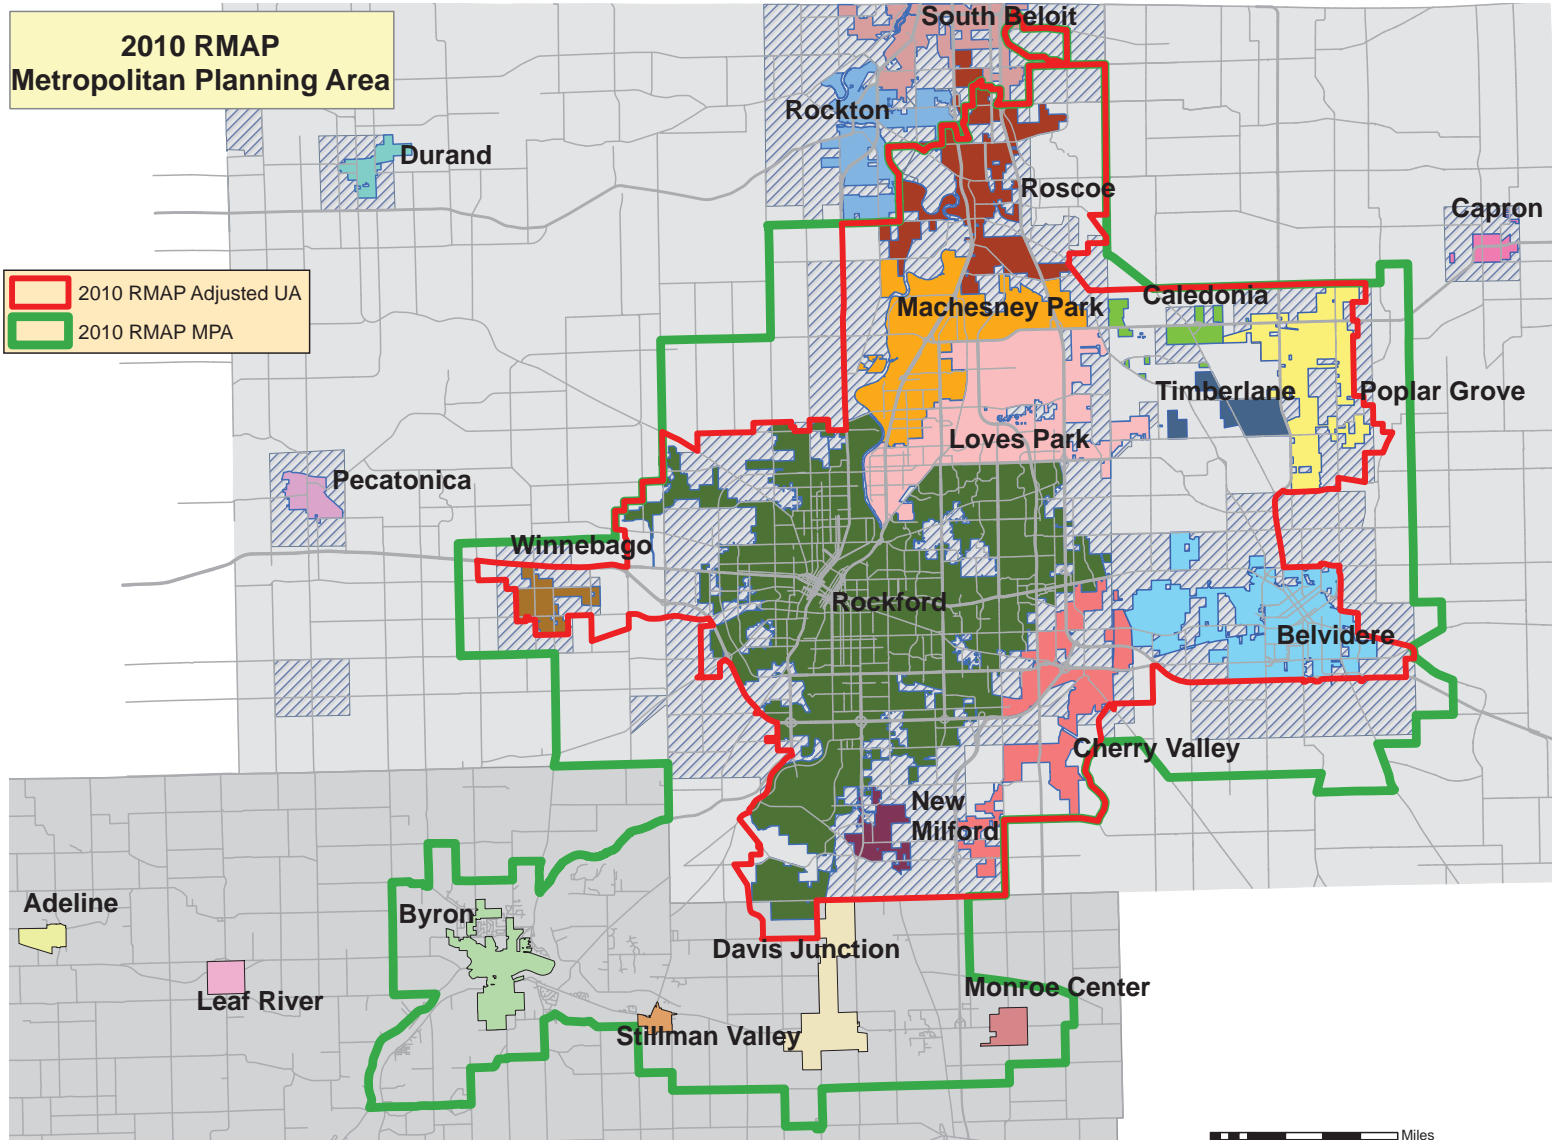 2010 RMAP
Metropolitan Planning Area
South Beloit
Rockton
Durand
Roscoe
Capron
2010 RMAP Adjusted UA
2010 RMAP MPA
Caledonia
Machesney Park
Timberlane
Poplar Grove
Loves Park
Pecatonica
Winnebago
Rockford
Belvidere
Cherry Valley
New
Milford
Adeline
Byron
Davis Junction
Leaf River
Monroe Center
Stillman Valley
Miles